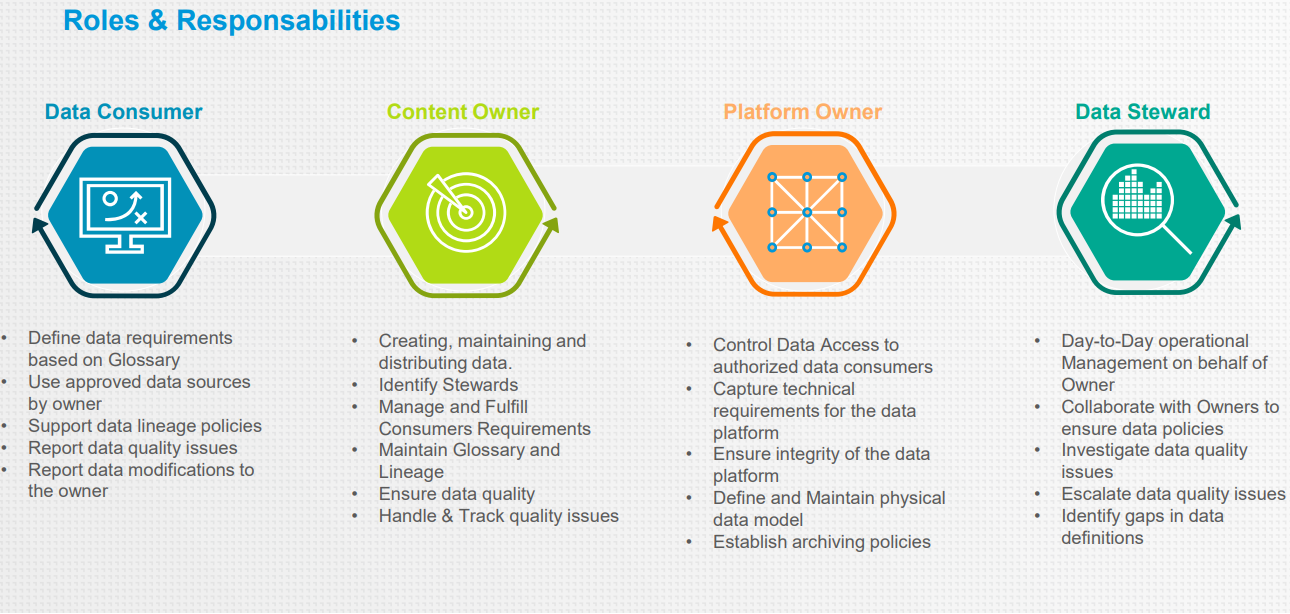 Roles & Responsabilities
Data Consumer
• Define data requirements
based on Glossary
• Use approved data sources
by owner
• Support data lineage policies
• Report data quality issues
• Report data modifications to
the owner
Content Owner
• Creating, maintaining and
distributing data.
• Identify Stewards
• Manage and Fulfill
Consumers Requirements
• Maintain Glossary and
Lineage
• Ensure data quality
• Handle & Track quality issues
Platform Owner
• Control Data Access to
authorized data consumers
• Capture technical
requirements for the data
platform
• Ensure integrity of the data
platform
• Define and Maintain physical
data model
• Establish archiving policies
Data Steward
• Day-to-Day operational
Management on behalf of
Owner
• Collaborate with Owners to
ensure data policies
• Investigate data quality
issues
• Escalate data quality issues
• Identify gaps in data
definitions